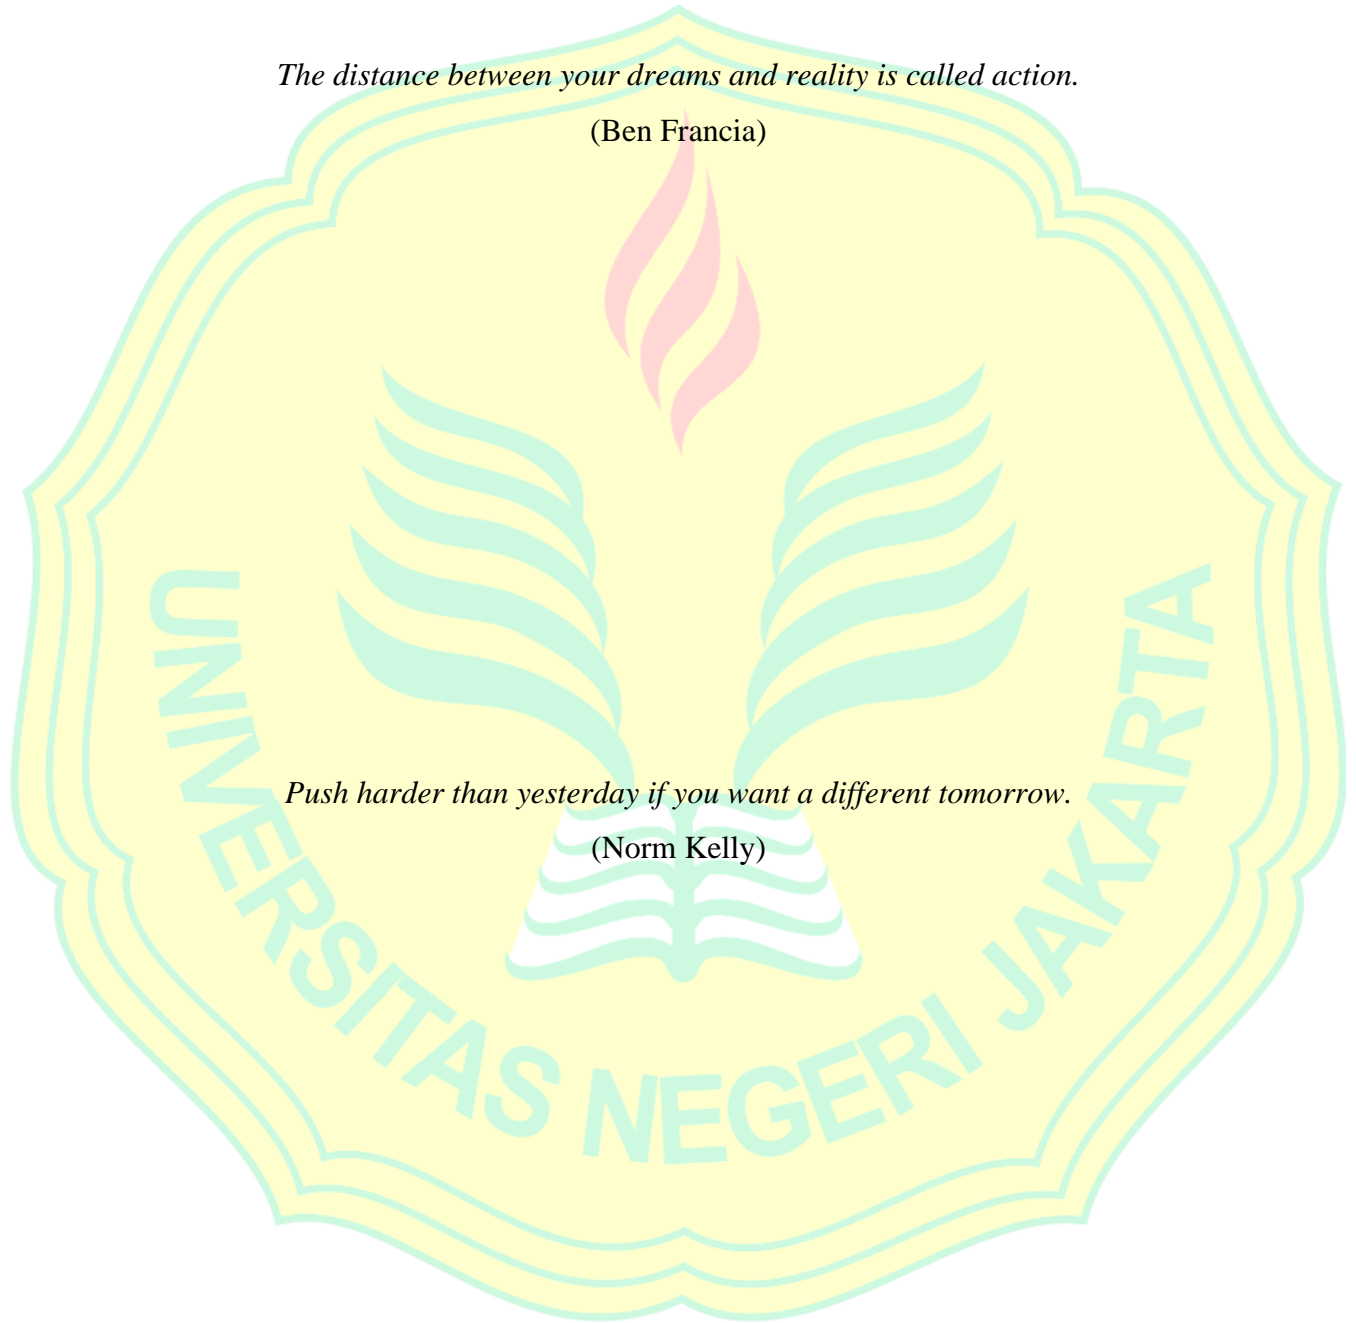 The distance between your dreams and reality is called action.
(Ben Francia)
Push harder than yesterday if you want a different tomorrow.
(Norm Kelly)
UNIVERSITAS NEGERI JAKARTA